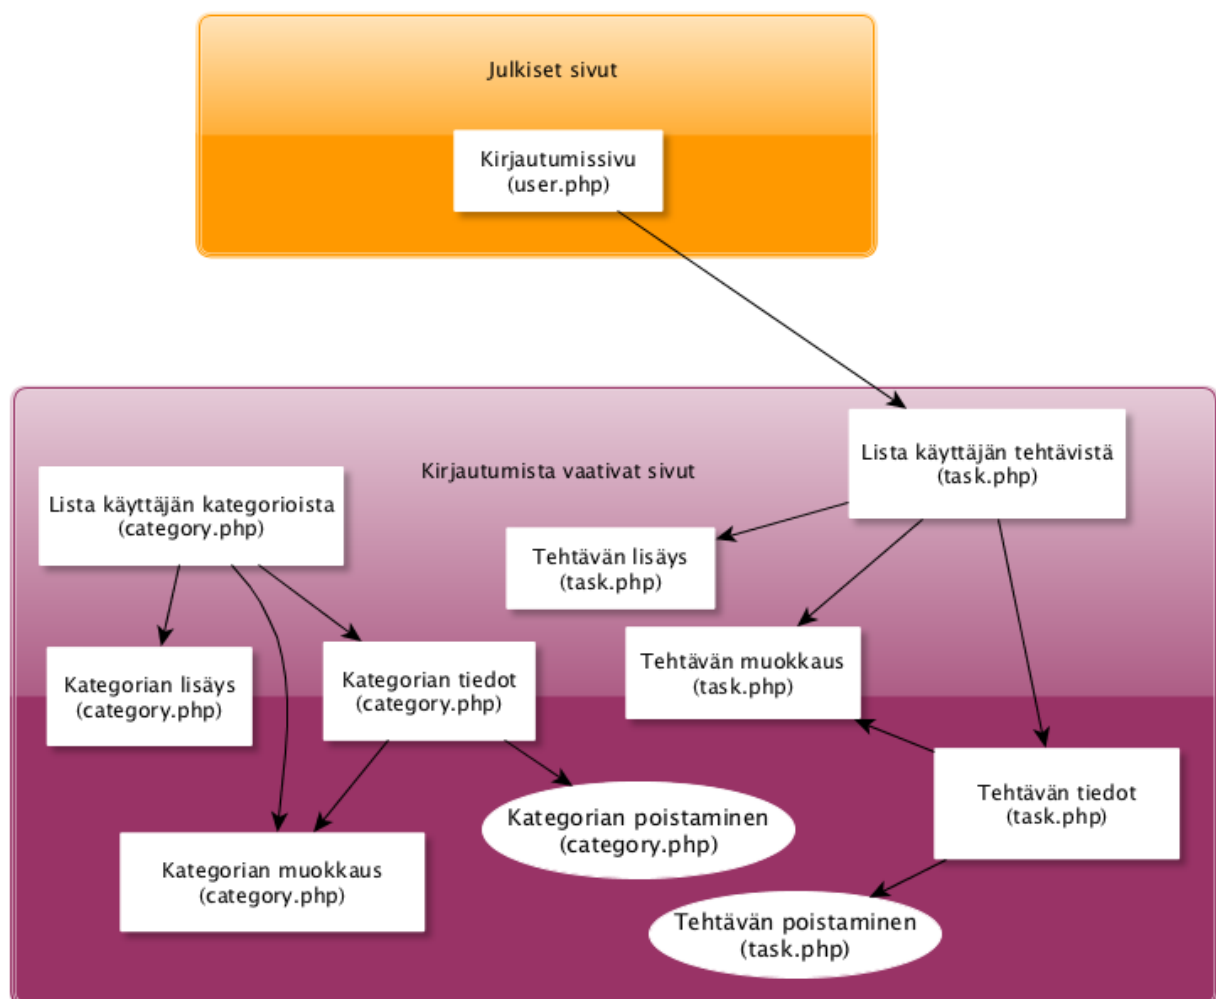 Julkiset sivut
Kirjautumissivu
(user.php)
Lista käyttäjän tehtävistä
(task.php)
Kirjautumista vaativat sivut
Lista käyttäjän kategorioista
(category.php)
Tehtävän lisäys
(task.php)
Tehtävän muokkaus
(task.php)
Kategorian lisäys
(category.php)
Kategorian tiedot
(category.php)
Tehtävän tiedot
(task.php)
Kategorian poistaminen
(category.php)
Kategorian muokkaus
(category.php)
Tehtävän poistaminen
(task.php)